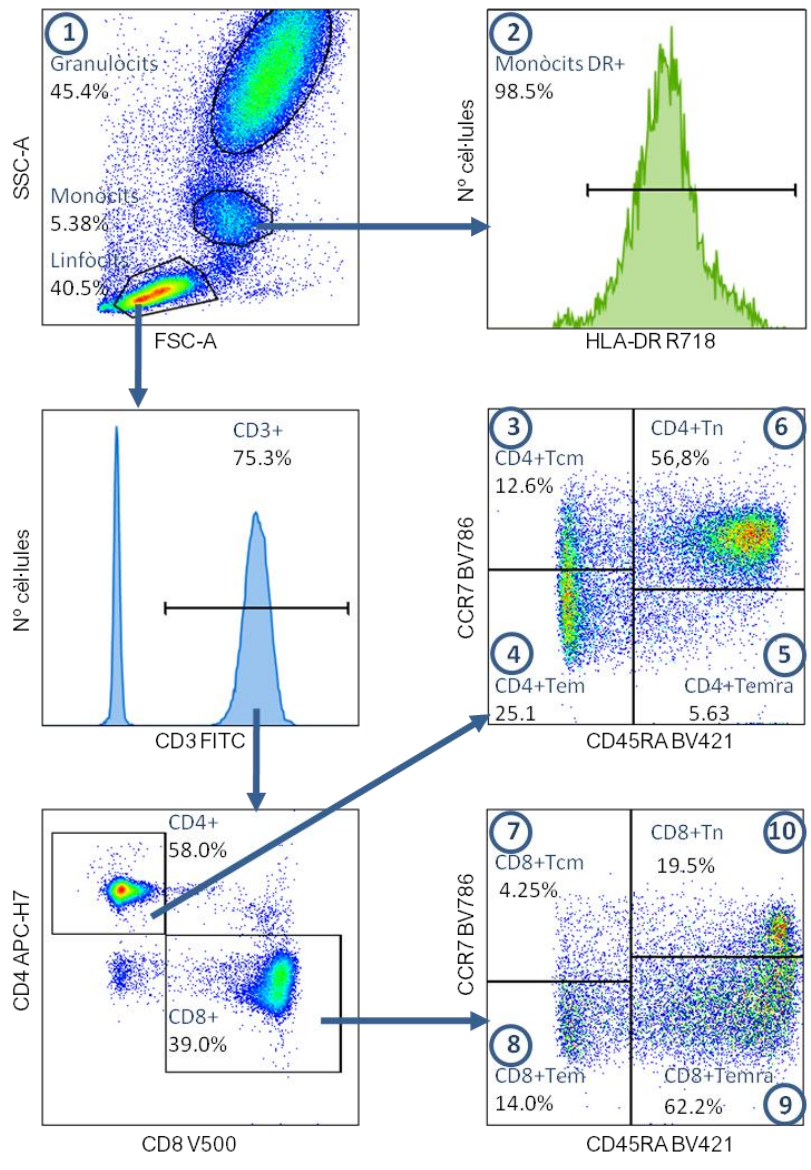 1
Granulòcits
45.4%
Monòcits
5.38%
Linfòcits
40.5%
SSC-A
FSC-A
2
Monòcits DR+
98.5%
Nº cèl·lules
HLA-DR R718
CD3+
75.3%
Nº cèl·lules
CD3 FITC
3
CD4+Tcm
12.6%
6
CD4+Tn
56,8%
4
CD4+Tem
25.1
5
CD4+Temra
5.63
CCR7 BV786
CD45RA BV421
CD4+
58.0%
CD8+
39.0%
CD4 APC-H7
CD8 V500
7
CD8+Tcm
4.25%
10
CD8+Tn
19.5%
8
CD8+Tem
14.0%
CD8+Temra
62.2%
9
CCR7 BV786
CD45RA BV421